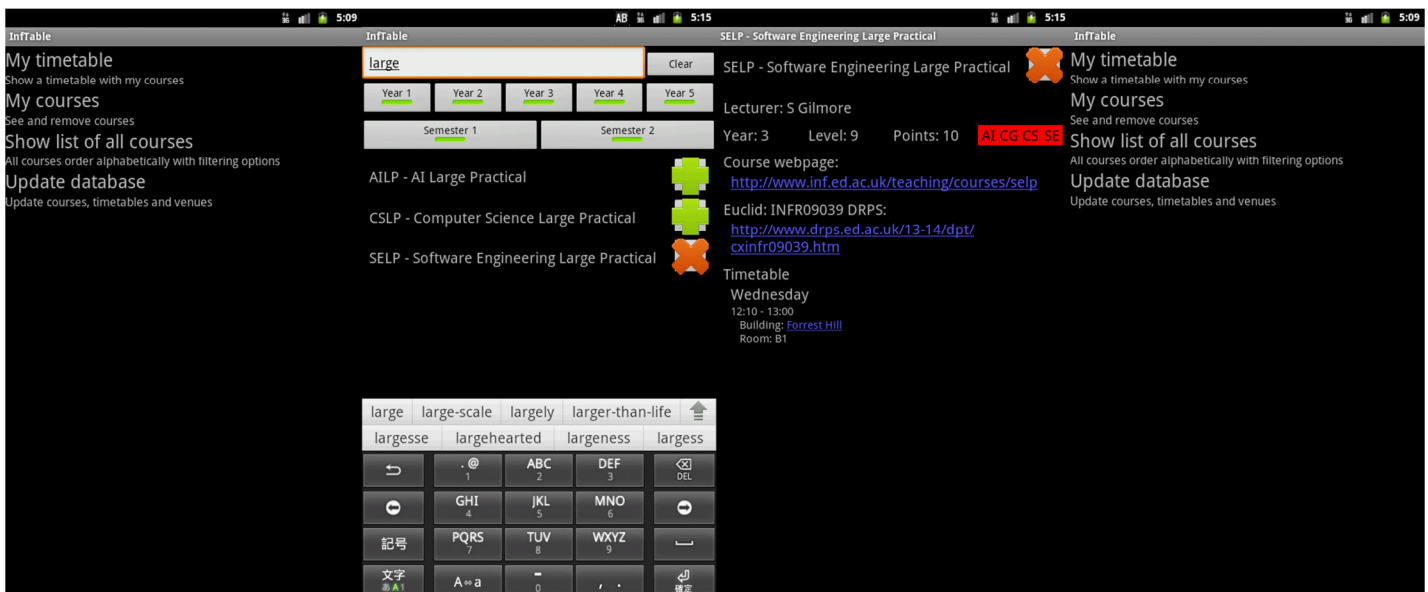 5:09
InfTable
My timetable
Show a timetable with my courses
My courses
See and remove courses
Show list of all courses
All courses order alphabetically with filtering options
Update database
Update courses, timetables and venues
AB 5:15
InfTable
large Clear
Year 1 Year 2 Year 3 Year 4 Year 5
Semester 1 Semester 2
AILP - AI Large Practical
CSLP - Computer Science Large Practical
SELP - Software Engineering Large Practical
large large-scale largely larger-than-life
largesse largehearted largeness largess
. @ ABC DEF DEL
1 2 3
GHI JKL MNO
4 5 6
記号 PQRS TUV WXYZ
7 8 9
文字 A⇔a - , . 確定
あA1 0
5:15
SELP - Software Engineering Large Practical
SELP - Software Engineering Large Practical
Lecturer: S Gilmore
Year: 3 Level: 9 Points: 10 AI CG CS SE
Course webpage:
http://www.inf.ed.ac.uk/teaching/courses/selp
Euclid: INFR09039 DRPS:
http://www.drps.ed.ac.uk/13-14/dpt/
cxinfr09039.htm
Timetable
Wednesday
12:10 - 13:00
Building: Forrest Hill
Room: B1
5:09
InfTable
My timetable
Show a timetable with my courses
My courses
See and remove courses
Show list of all courses
All courses order alphabetically with filtering options
Update database
Update courses, timetables and venues